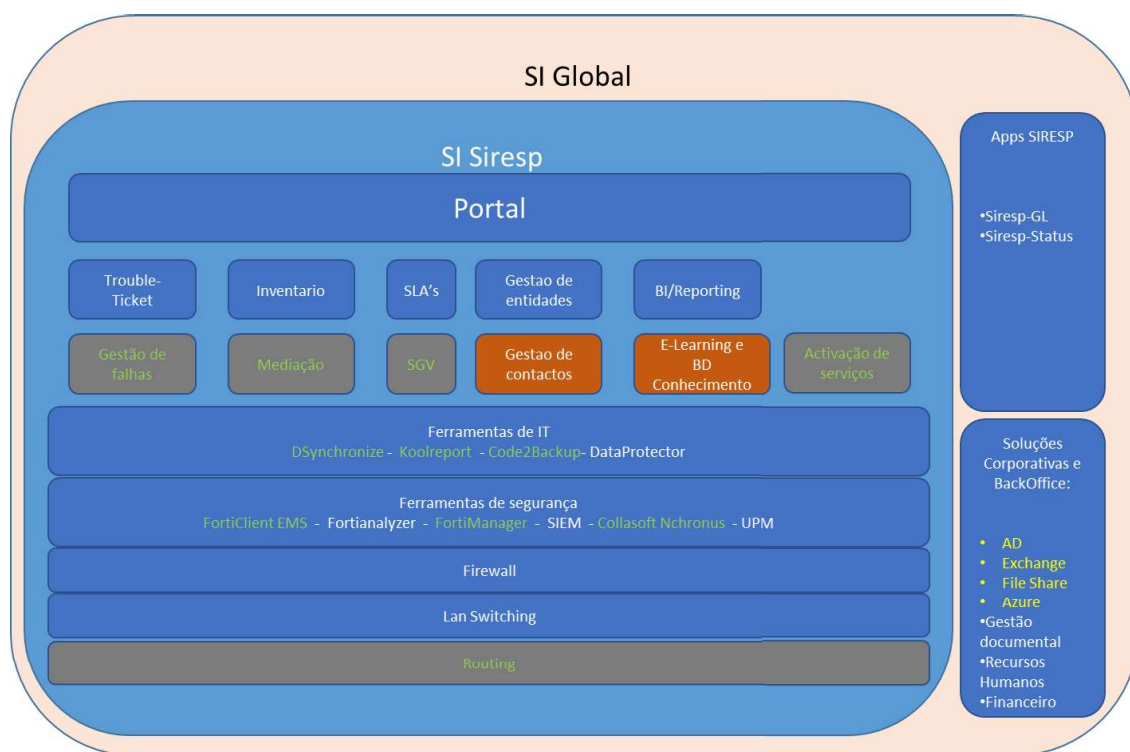 SI Global
SI Siresp
Portal
Trouble-
Ticket
Inventario
SLA's
Gestao de
entidades
BI/Reporting
Gestão de
falhas
Mediação
SGV
Gestao de
contactos
E-Learning e
BD
Conhecimento
Activação de
serviços
Ferramentas de IT
DSynchronize - Koolreport - Code2Backup- DataProtector
Ferramentas de segurança
FortiClient EMS - Fortianalyzer - FortiManager - SIEM - Collasoft Nchronus - UPM
Firewall
Lan Switching
Routing
Apps SIRESP
•Siresp-GL
•Siresp-Status
Soluções
Corporativas e
BackOffice:
• AD
• Exchange
• File Share
• Azure
•Gestão
documental
•Recursos
Humanos
•Financeiro